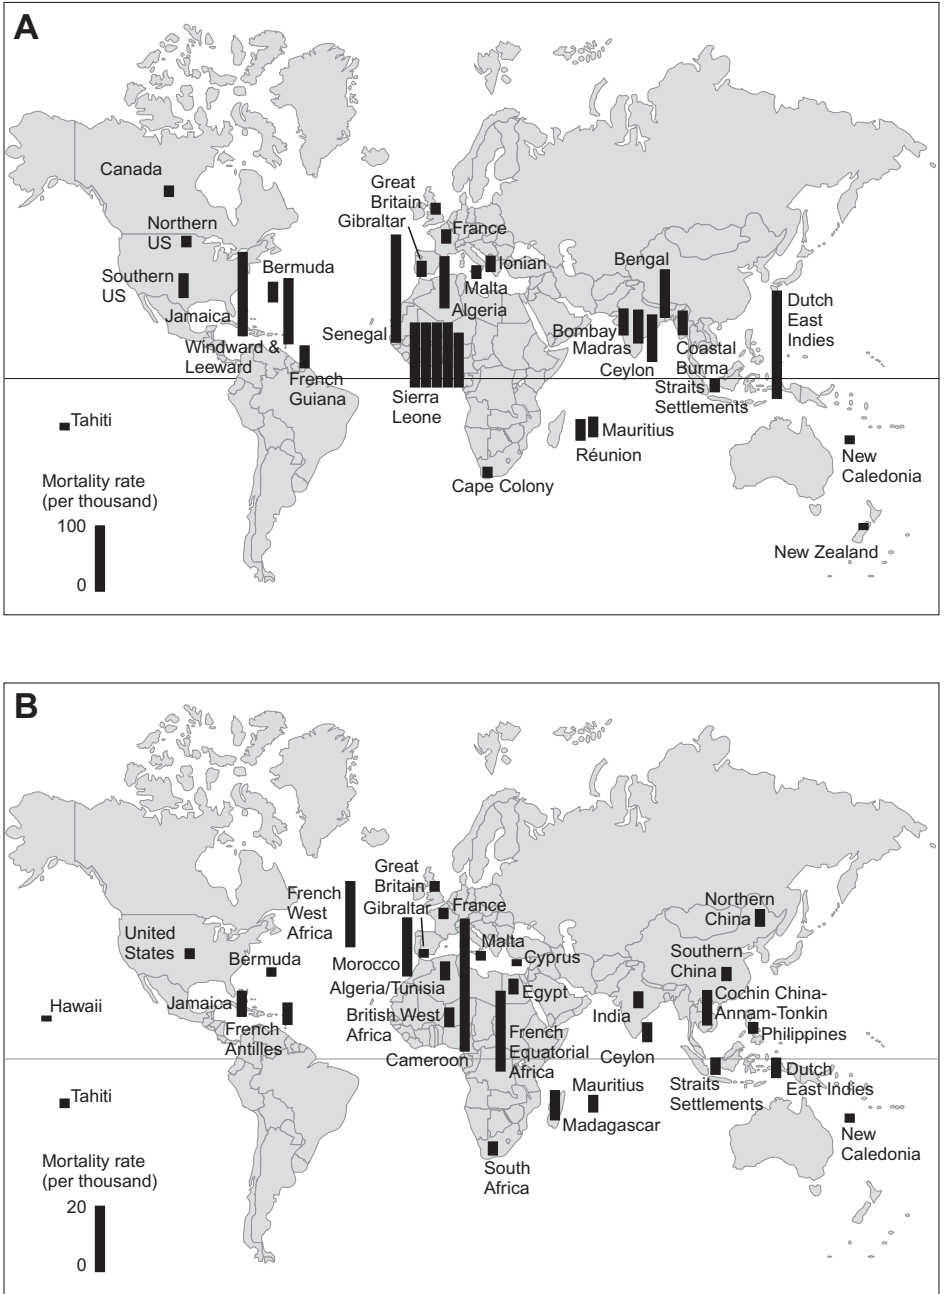 A
Canada
Northern
US
Southern
US
Jamaica
Bermuda
Windward &
Leeward
French
Guiana
Great
Britain
Gibraltar
France
Ionian
Malta
Algeria
Senegal
Sierra
Leone
Bengal
Bombay
Madras
Ceylon
Coastal
Burma
Straits
Settlements
Dutch
East
Indies
Tahiti
Mauritius
Réunion
Cape Colony
New
Caledonia
New Zealand
Mortality rate
(per thousand)
100
0
B
French
West
Africa
Great
Britain
Gibraltar
France
Malta
Cyprus
Northern
China
Southern
China
United
States
Bermuda
Morocco
Algeria/Tunisia
Egypt
Hawaii
Jamaica
French
Antilles
British West
Africa
Cameroon
French
Equatorial
Africa
India
Ceylon
Cochin China-
Annam-Tonkin
Philippines
Straits
Settlements
Dutch
East Indies
Tahiti
Mauritius
Madagascar
South
Africa
New
Caledonia
Mortality rate
(per thousand)
20
0